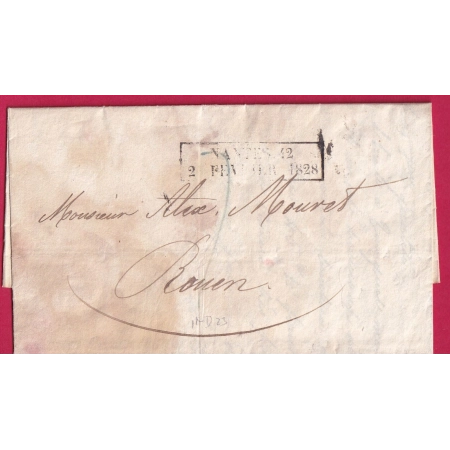 NANTES 42
2 FEVRIER 1828
Monsieur Alex. Mouret
Rouen.